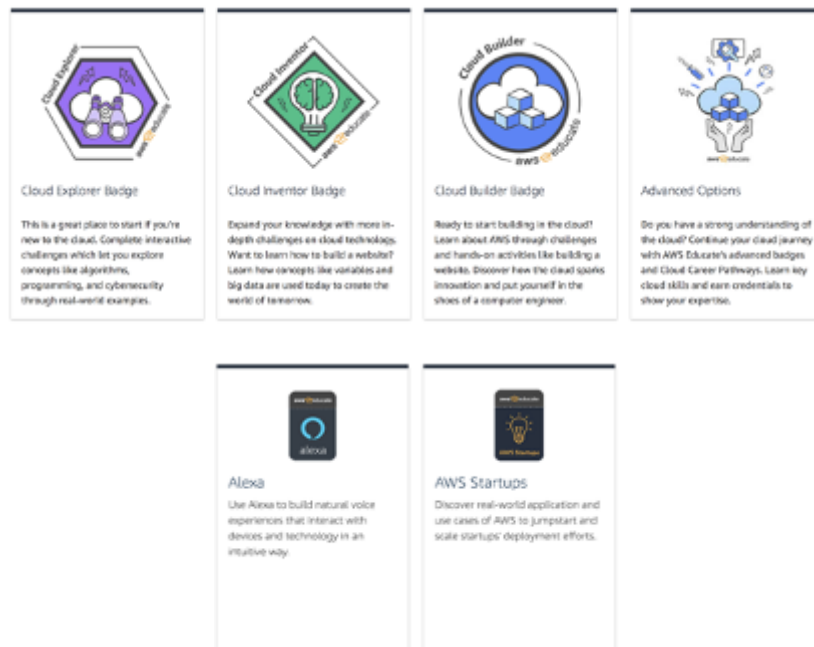 Cloud Explorer
aws educate
Cloud Inventor
aws educate
Cloud Builder
aws educate
aws educate
Cloud Explorer Badge
This is a great place to start if you're
new to the cloud. Complete interactive
challenges which let you explore
concepts like algorithms,
programming, and cybersecurity
through real-world examples.
Cloud Inventor Badge
Expand your knowledge with more in-
depth challenges on cloud technology.
Want to learn how to build a website?
Learn how concepts like variables and
big data are used today to create the
world of tomorrow.
Cloud Builder Badge
Ready to start building in the cloud?
Learn about AWS through challenges
and hands-on activities like building a
website. Discover how the cloud sparks
innovation and put yourself in the
shoes of a computer engineer.
Advanced Options
Do you have a strong understanding of
the cloud? Continue your cloud journey
with AWS Educate's advanced badges
and Cloud Career Pathways. Learn key
cloud skills and earn credentials to
show your expertise.
aws educate
alexa
Alexa
Use Alexa to build natural voice
experiences that interact with
devices and technology in an
intuitive way.
aws educate
AWS Startups
AWS Startups
Discover real-world application and
use cases of AWS to jumpstart and
scale startups' deployment efforts.